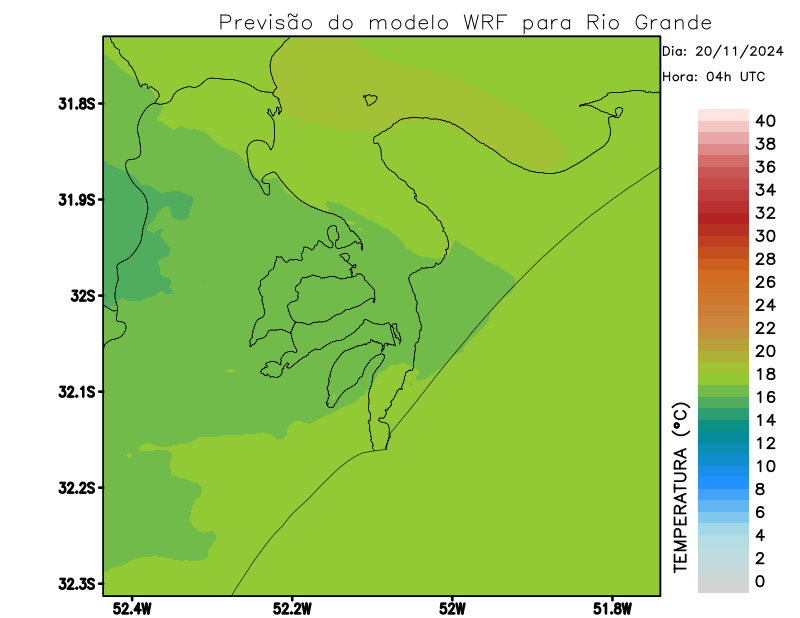 Previsão do modelo WRF para Rio Grande
Dia: 20/11/2024
Hora: 04h UTC
31.8S
31.9S
32S
32.1S
32.2S
32.3S
52.4W
52.2W
52W
51.8W
TEMPERATURA (°C)
40
38
36
34
32
30
28
26
24
22
20
18
16
14
12
10
8
6
4
2
0